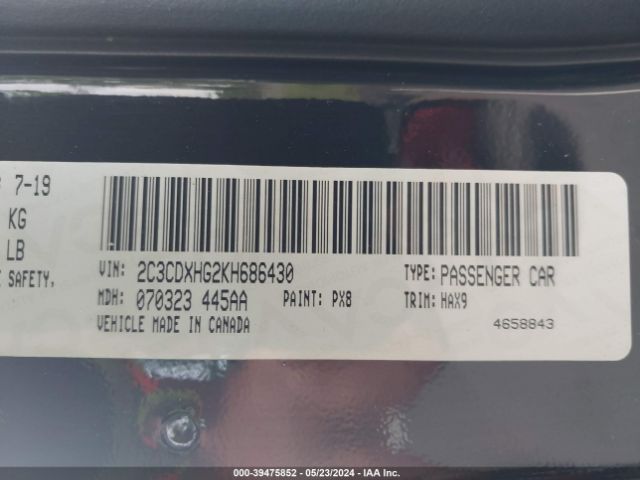 7-19
KG
LB
SAFETY.
VIN: 2C3CDXHG2KH686430 TYPE: PASSENGER CAR
MDH: 070323 445AA PAINT: PX8 TRIM: HAX9
VEHICLE MADE IN CANADA 4658843
000-39475852 - 05/23/2024 - IAA Inc.